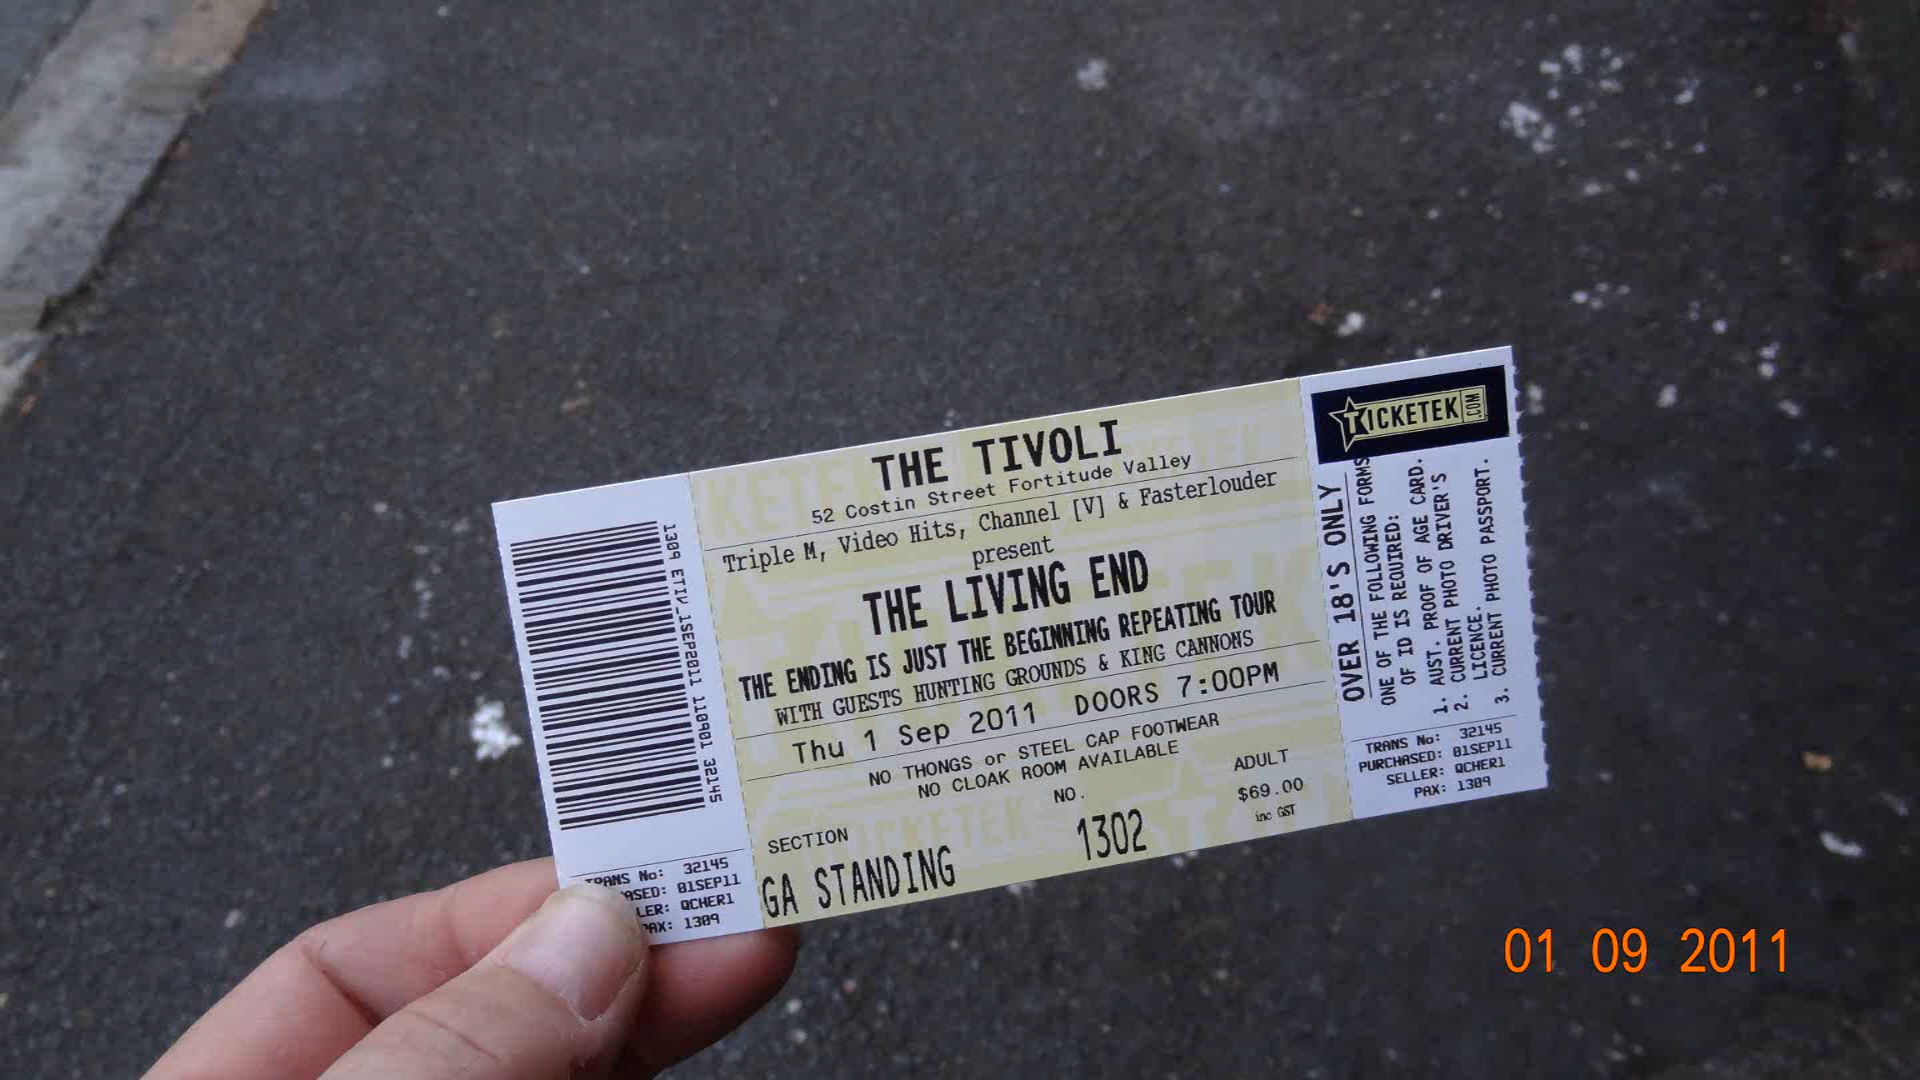 THE TIVOLI
52 Costin Street Fortitude Valley
Triple M, Video Hits, Channel [V] & Fasterlouder
present
THE LIVING END
THE ENDING IS JUST THE BEGINNING REPEATING TOUR
WITH GUESTS HUNTING GROUNDS & KING CANNONS
Thu 1 Sep 2011 DOORS 7:00PM
NO THONGS or STEEL CAP FOOTWEAR
NO CLOAK ROOM AVAILABLE
SECTION
GA STANDING
NO.
1302
ADULT
$69.00
inc GST
1309 ETIV_1SEP2011 110901 32145
TRANS No: 32145
ASED: 01SEP11
LER: QCHER1
PAX: 1309
TICKETEK.COM
OVER 18'S ONLY
ONE OF THE FOLLOWING FORMS
OF ID IS REQUIRED:
1. AUST. PROOF OF AGE CARD.
2. CURRENT PHOTO DRIVER'S
LICENCE.
3. CURRENT PHOTO PASSPORT.
TRANS No: 32145
PURCHASED: 01SEP11
SELLER: QCHER1
PAX: 1309
01 09 2011